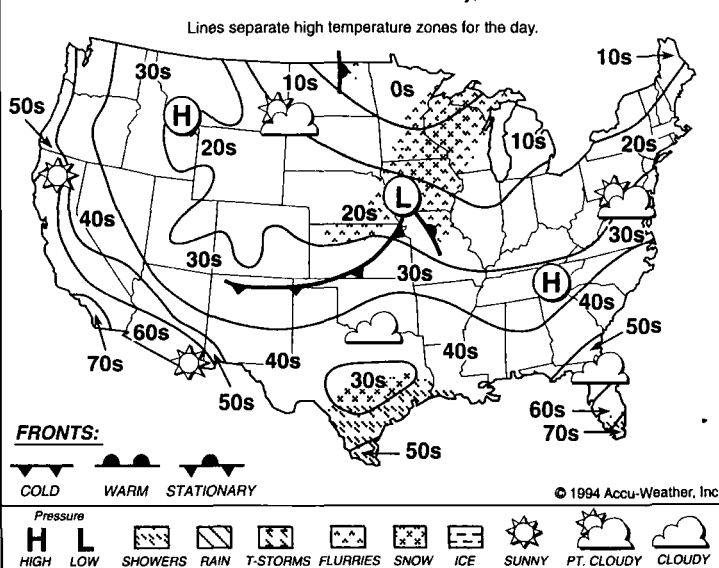 Lines separate high temperature zones for the day.
10s
30s
10s
0s
50s
H
20s
10s
20s
L
40s
20s
30s
30s
30s
H
40s
60s
50s
70s
40s
40s
50s
30s
60s
70s
50s
FRONTS:
COLD WARM STATIONARY
© 1994 Accu-Weather, Inc
Pressure
H L
HIGH LOW SHOWERS RAIN T-STORMS FLURRIES SNOW ICE SUNNY PT. CLOUDY CLOUDY